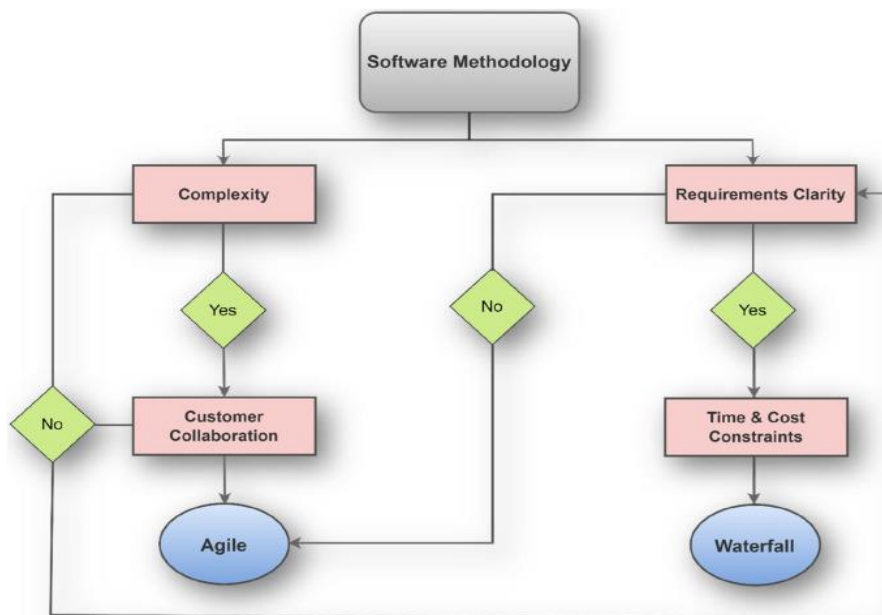 Software Methodology
Complexity
Requirements Clarity
Yes
No
Yes
No
Customer
Collaboration
Time & Cost
Constraints
Agile
Waterfall